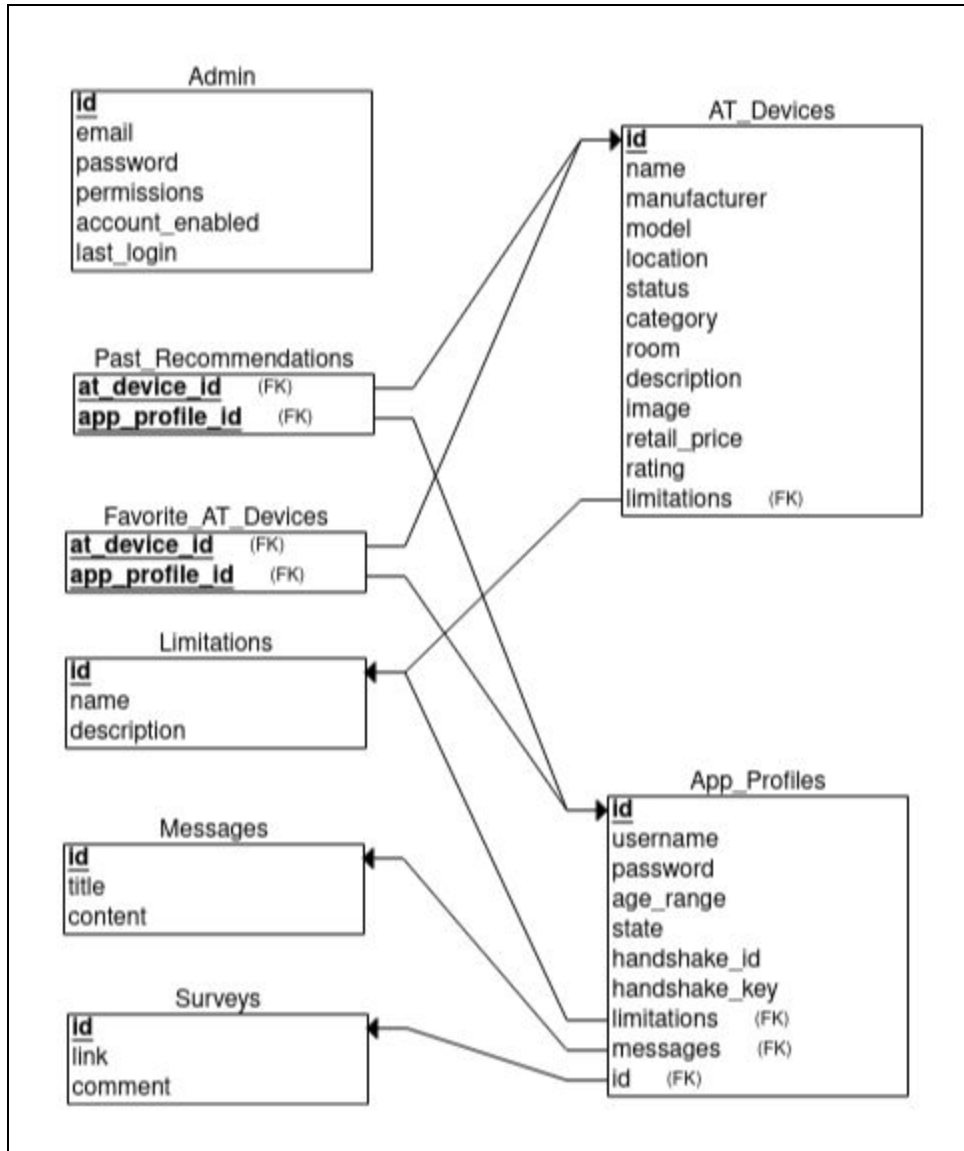 Admin
id
email
password
permissions
account_enabled
last_login
Past_Recommendations
at_device_id (FK)
app_profile_id (FK)
Favorite_AT_Devices
at_device_id (FK)
app_profile_id (FK)
Limitations
id
name
description
Messages
id
title
content
Surveys
id
link
comment
AT_Devices
id
name
manufacturer
model
location
status
category
room
description
image
retail_price
rating
limitations (FK)
App_Profiles
id
username
password
age_range
state
handshake_id
handshake_key
limitations (FK)
messages (FK)
id (FK)